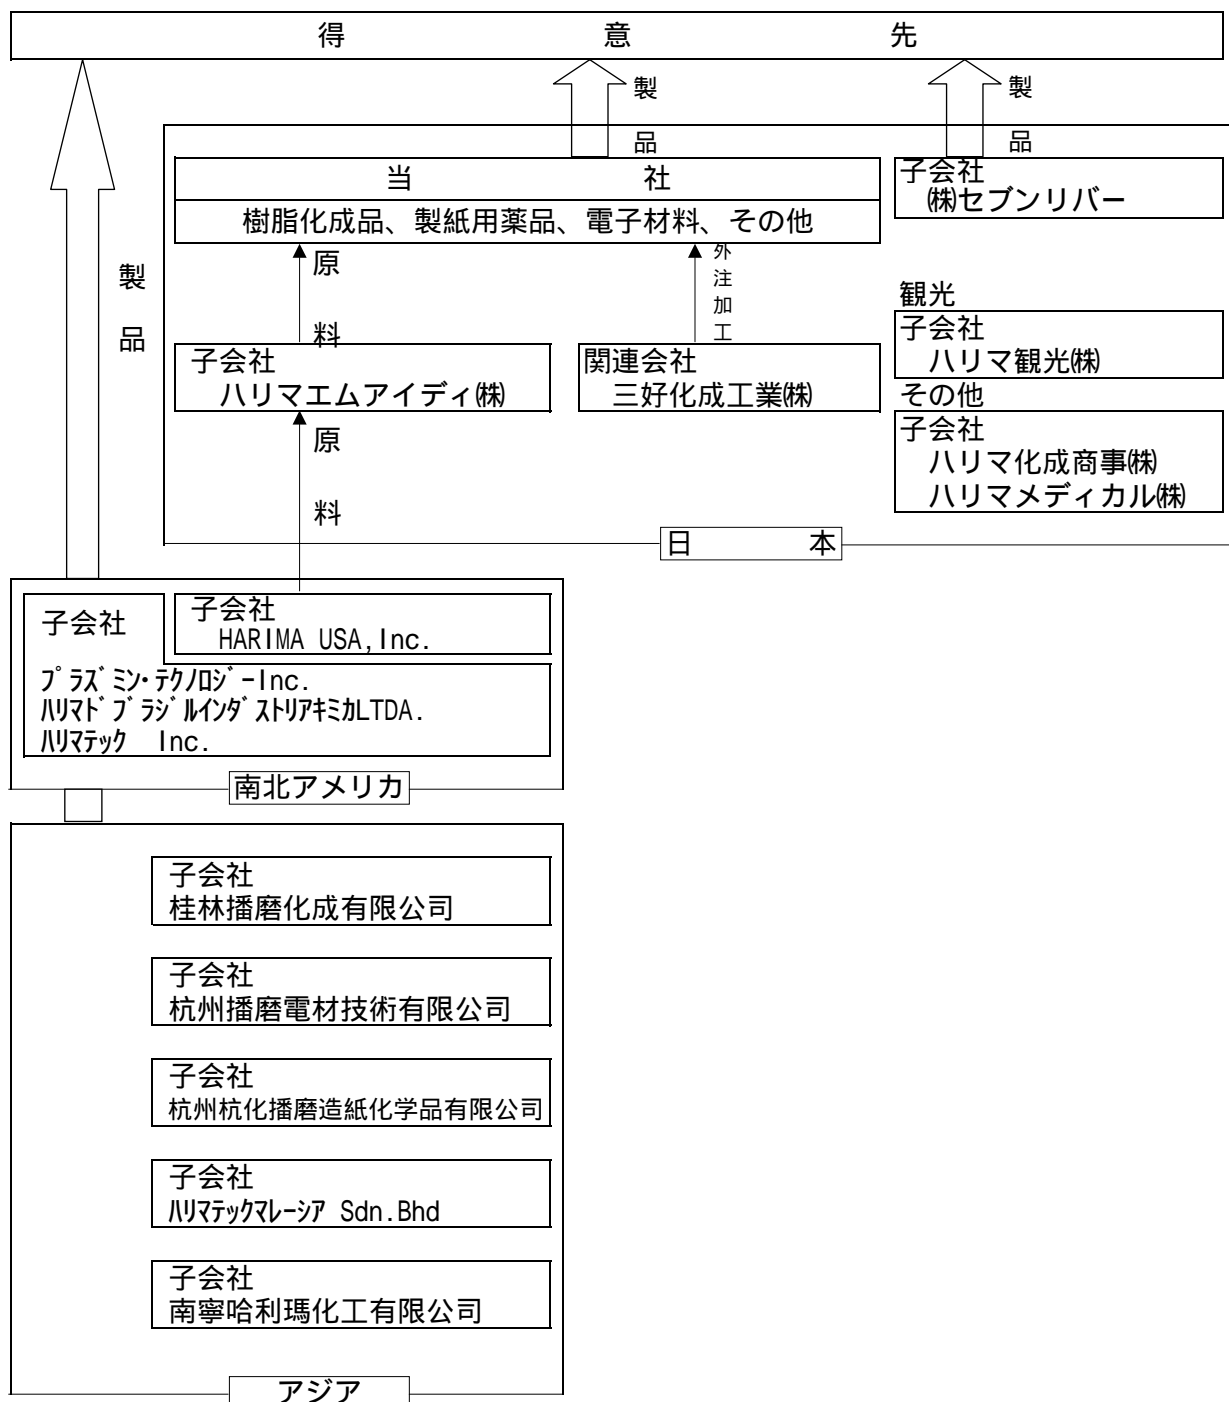 得意先
製品
製品
当社
子会社
㈱セブンリバー
樹脂化成品、製紙用薬品、電子材料、その他
製品
原料
外注加工
観光
子会社
ハリマ観光㈱
子会社
ハリマエムアイディ㈱
関連会社
三好化成工業㈱
その他
子会社
ハリマ化成商事㈱
ハリマメディカル㈱
原料
日本
子会社
HARIMA USA,Inc.
子会社
ﾌﾟﾗｽﾞﾐﾝ･ﾃｸﾉﾛｼﾞｰInc.
ﾊﾘﾏﾄﾞﾌﾞﾗｼﾞﾙｲﾝﾀﾞｽﾄﾘｱｷﾐｶLTDA.
ﾊﾘﾏﾃｯｸ Inc.
南北アメリカ
子会社
桂林播磨化成有限公司
子会社
杭州播磨電材技術有限公司
子会社
杭州杭化播磨造紙化学品有限公司
子会社
ﾊﾘﾏﾃｯｸﾏﾚｰｼｱ Sdn.Bhd
子会社
南寧哈利瑪化工有限公司
アジア